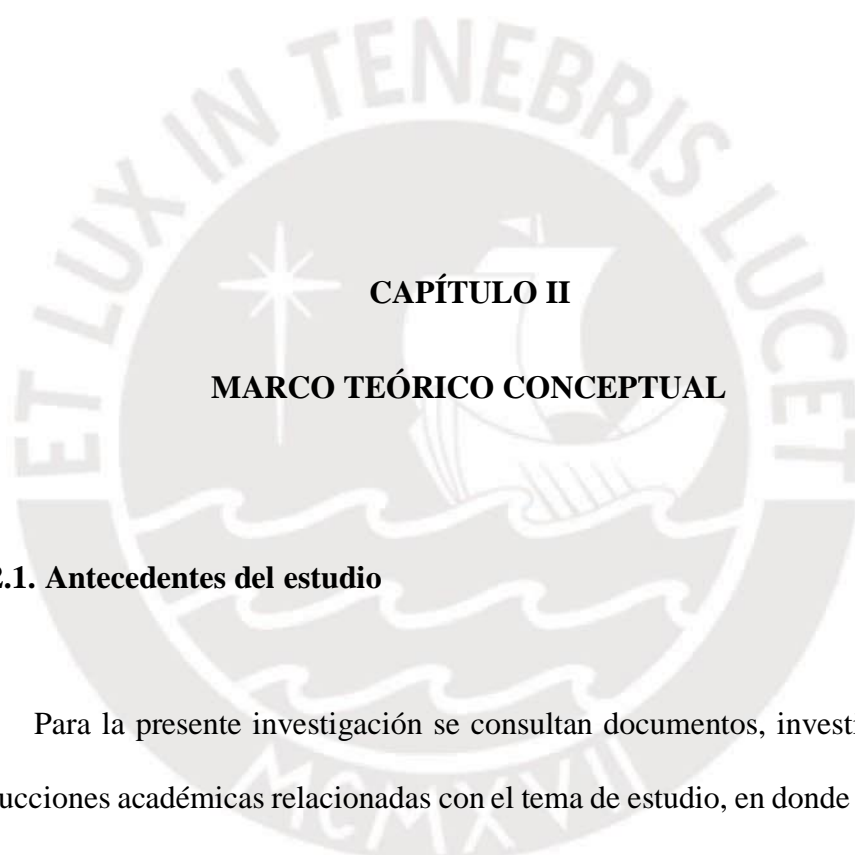 ET LUX IN TENEBRIS LUCET
CAPÍTULO II
MARCO TEÓRICO CONCEPTUAL
2.1. Antecedentes del estudio
Para la presente investigación se consultan documentos, investi
ucciones académicas relacionadas con el tema de estudio, en donde
MCMXVII